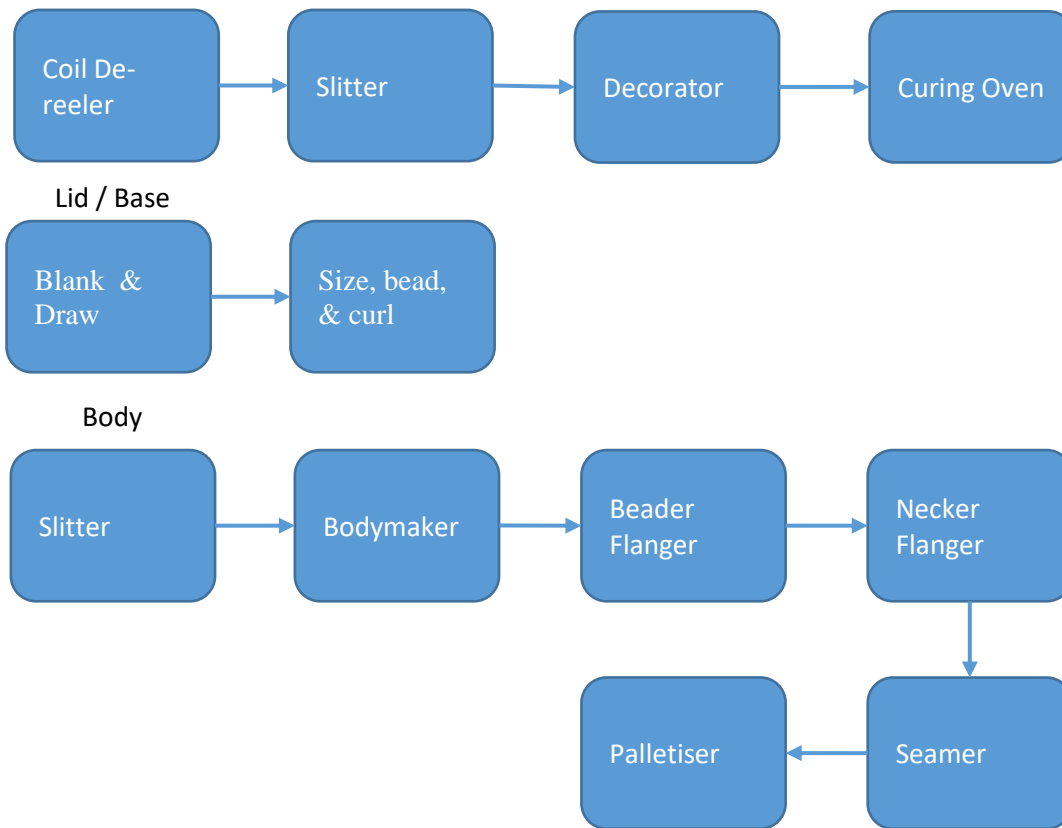 Coil De-
reeler
Slitter
Decorator
Curing Oven
Lid / Base
Blank &
Draw
Size, bead,
& curl
Body
Slitter
Bodymaker
Beader
Flanger
Necker
Flanger
Palletiser
Seamer